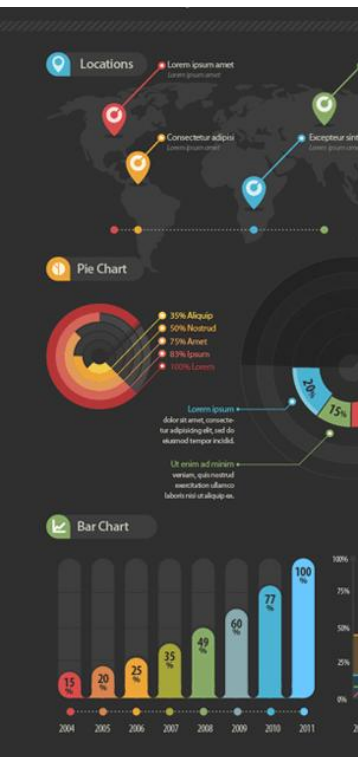 Locations
Lorem ipsum amet
Lorem ipsum amet
Consectetur adipisi
Lorem ipsum amet
Excepteur sint
Pie Chart
35% Aliquip
50% Nostrud
75% Amet
83% Ipsum
100% Lorem
20%
15%
Lorem ipsum
dolor sit amet, consecte-
tur adipisicing elit, sed do
eiusmod tempor incidid.
Ut enim ad minim
veniam, quis nostrud
exercitation ullamco
laboris nisi ut aliquip ex.
Bar Chart
15 %
20 %
25 %
35 %
49 %
60 %
77 %
100 %
100%
75%
50%
25%
0%
2004 2005 2006 2007 2008 2009 2010 2011